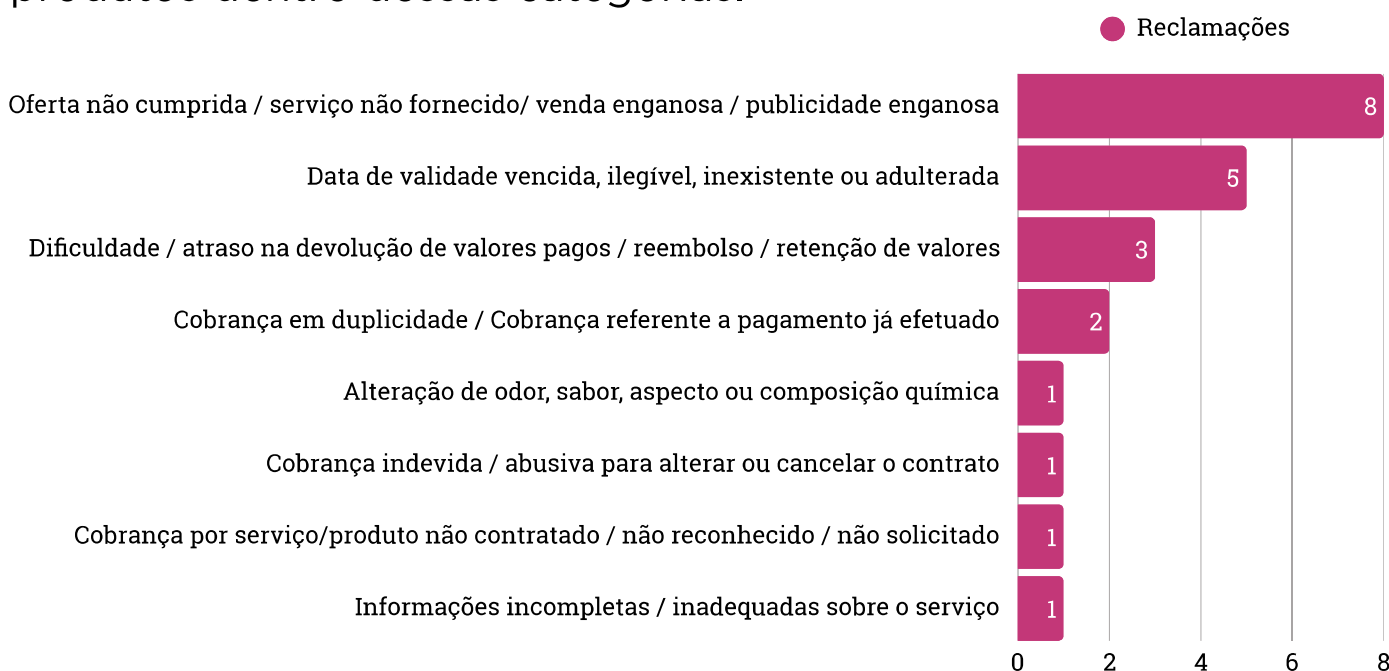 produtos dentro dessas categorias.
Reclamações
Oferta não cumprida / serviço não fornecido/ venda enganosa / publicidade enganosa
8
Data de validade vencida, ilegível, inexistente ou adulterada
5
Dificuldade / atraso na devolução de valores pagos / reembolso / retenção de valores
3
Cobrança em duplicidade / Cobrança referente a pagamento já efetuado
2
Alteração de odor, sabor, aspecto ou composição química
1
Cobrança indevida / abusiva para alterar ou cancelar o contrato
1
Cobrança por serviço/produto não contratado / não reconhecido / não solicitado
1
Informações incompletas / inadequadas sobre o serviço
1
0 2 4 6 8